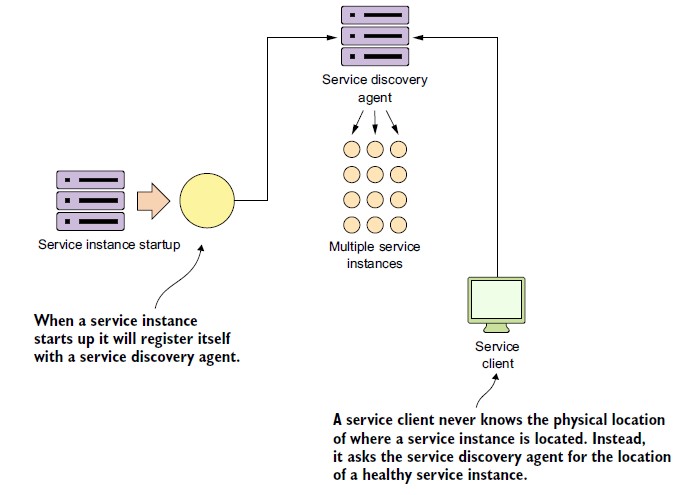 Service discovery
agent
Service instance startup
Multiple service
instances
When a service instance
starts up it will register itself
with a service discovery agent.
Service
client
A service client never knows the physical location
of where a service instance is located. Instead,
it asks the service discovery agent for the location
of a healthy service instance.